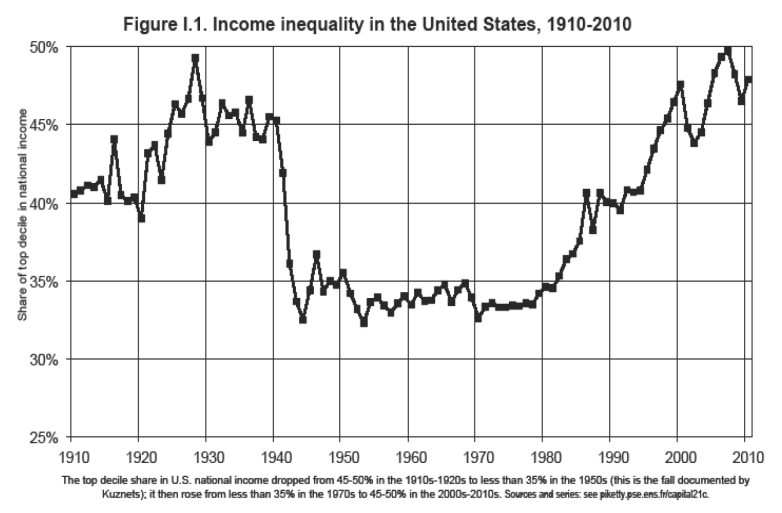 Figure I.1. Income inequality in the United States, 1910-2010
Share of top decile in national income
50%
45%
40%
35%
30%
25%
1910 1920 1930 1940 1950 1960 1970 1980 1990 2000 2010
The top decile share in U.S. national income dropped from 45-50% in the 1910s-1920s to less than 35% in the 1950s (this is the fall documented by
Kuznets); it then rose from less than 35% in the 1970s to 45-50% in the 2000s-2010s. Sources and series: see piketty.pse.ens.fr/capital21c.